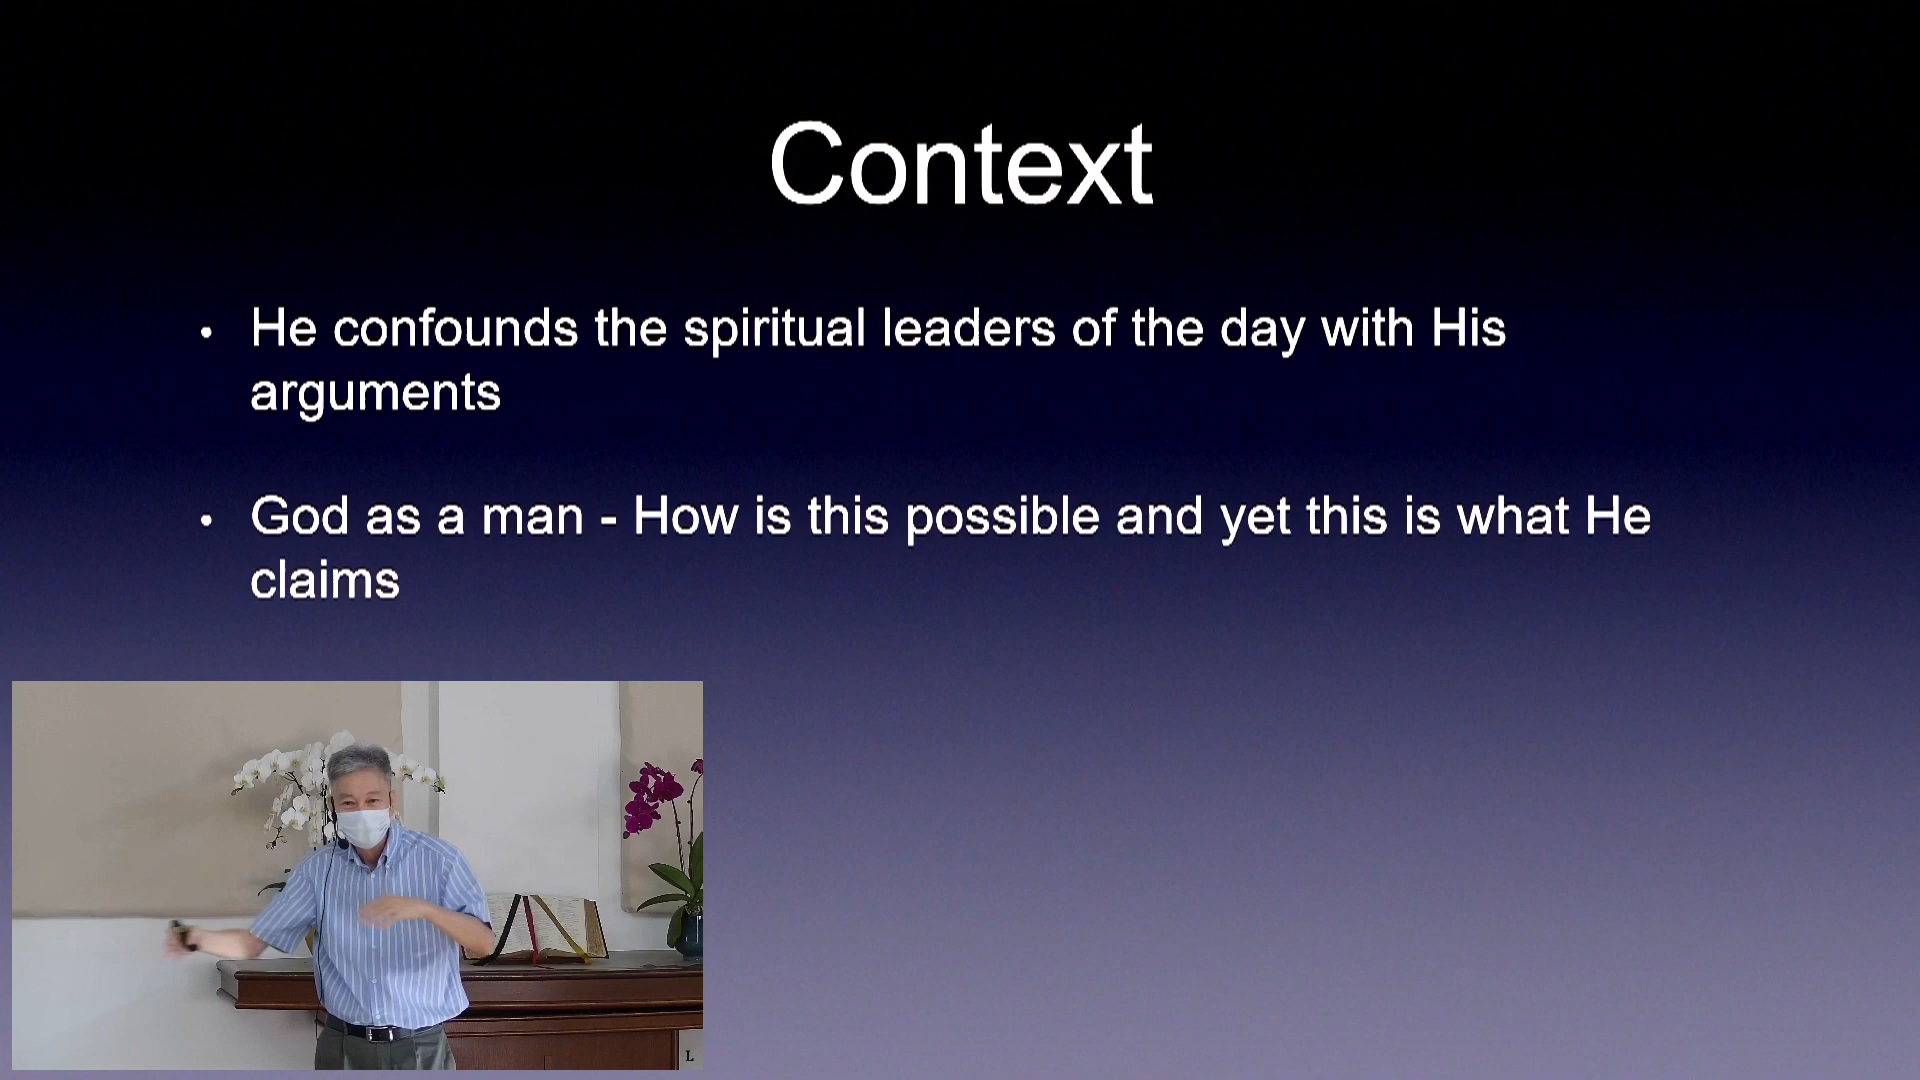 Context
• He confounds the spiritual leaders of the day with His
arguments
• God as a man - How is this possible and yet this is what He
claims
L